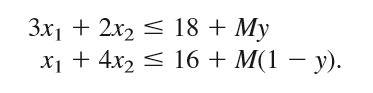 3x₁ + 2x₂ ≤ 18 + My
x₁ + 4x₂ ≤ 16 + M(1 − y).